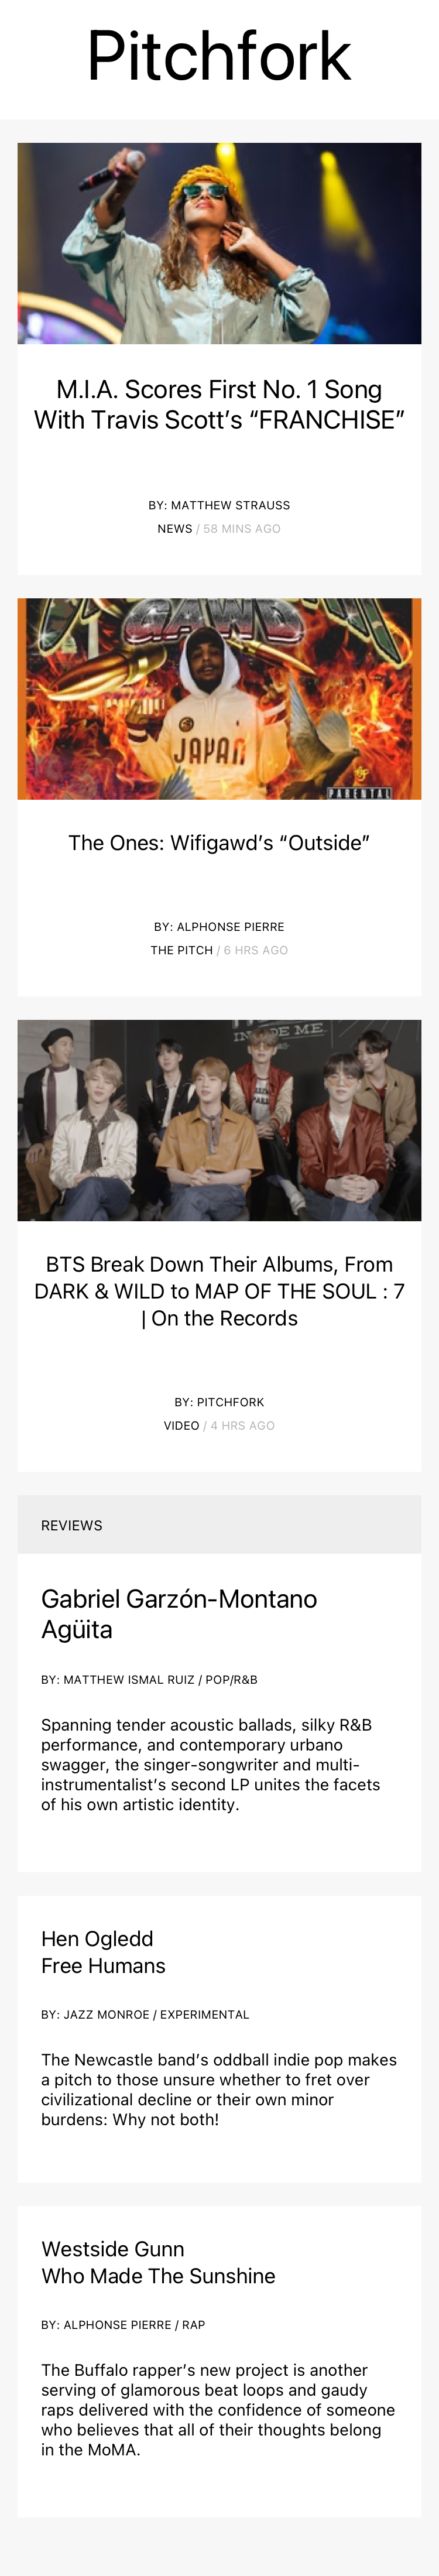 Pitchfork
M.I.A. Scores First No. 1 Song
With Travis Scott’s “FRANCHISE”
BY: MATTHEW STRAUSS
NEWS / 58 MINS AGO
JAPAN
PARENTAL
The Ones: Wifigawd’s “Outside”
BY: ALPHONSE PIERRE
THE PITCH / 6 HRS AGO
ME
BTS Break Down Their Albums, From
DARK & WILD to MAP OF THE SOUL : 7
| On the Records
BY: PITCHFORK
VIDEO / 4 HRS AGO
REVIEWS
Gabriel Garzón-Montano
Agüita
BY: MATTHEW ISMAL RUIZ / POP/R&B
Spanning tender acoustic ballads, silky R&B
performance, and contemporary urbano
swagger, the singer-songwriter and multi-
instrumentalist’s second LP unites the facets
of his own artistic identity.
Hen Ogledd
Free Humans
BY: JAZZ MONROE / EXPERIMENTAL
The Newcastle band’s oddball indie pop makes
a pitch to those unsure whether to fret over
civilizational decline or their own minor
burdens: Why not both!
Westside Gunn
Who Made The Sunshine
BY: ALPHONSE PIERRE / RAP
The Buffalo rapper’s new project is another
serving of glamorous beat loops and gaudy
raps delivered with the confidence of someone
who believes that all of their thoughts belong
in the MoMA.